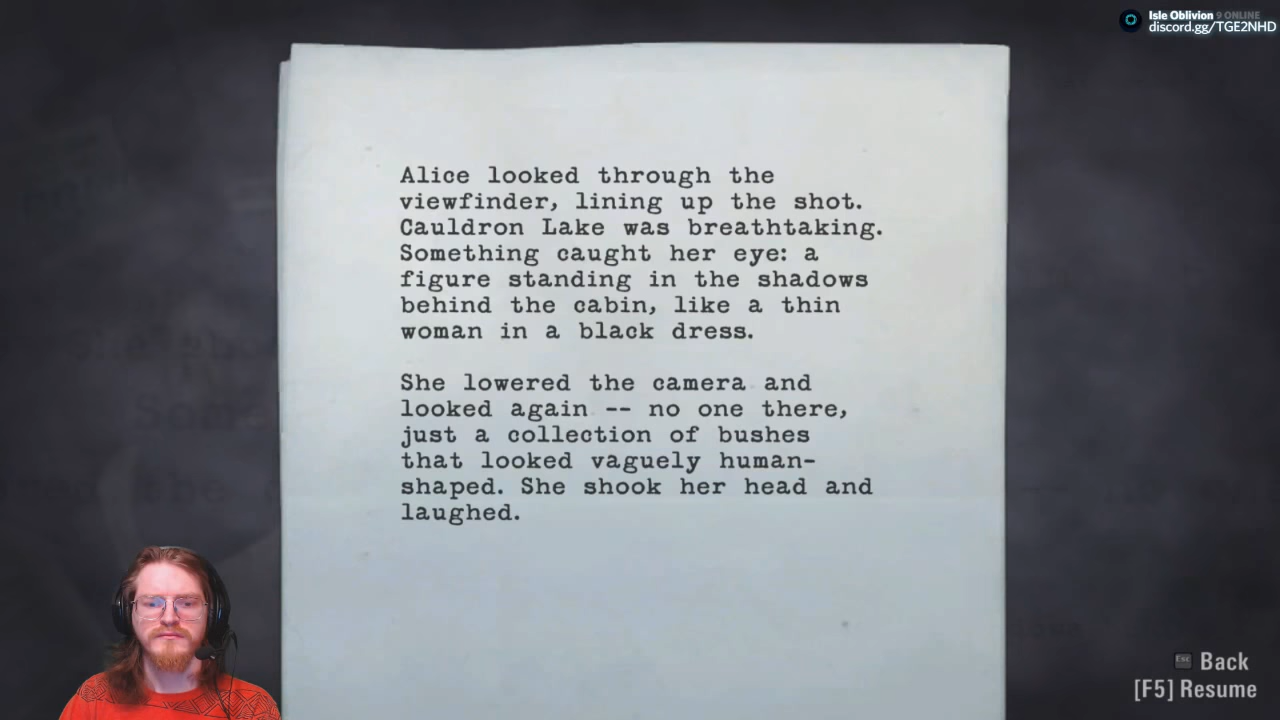 Isle Oblivion 9 ONLINE
discord.gg/TGE2NHD
Alice looked through the
viewfinder, lining up the shot.
Cauldron Lake was breathtaking.
Something caught her eye: a
figure standing in the shadows
behind the cabin, like a thin
woman in a black dress.
She lowered the camera and
looked again -- no one there,
just a collection of bushes
that looked vaguely human-
shaped. She shook her head and
laughed.
Esc Back
[F5] Resume